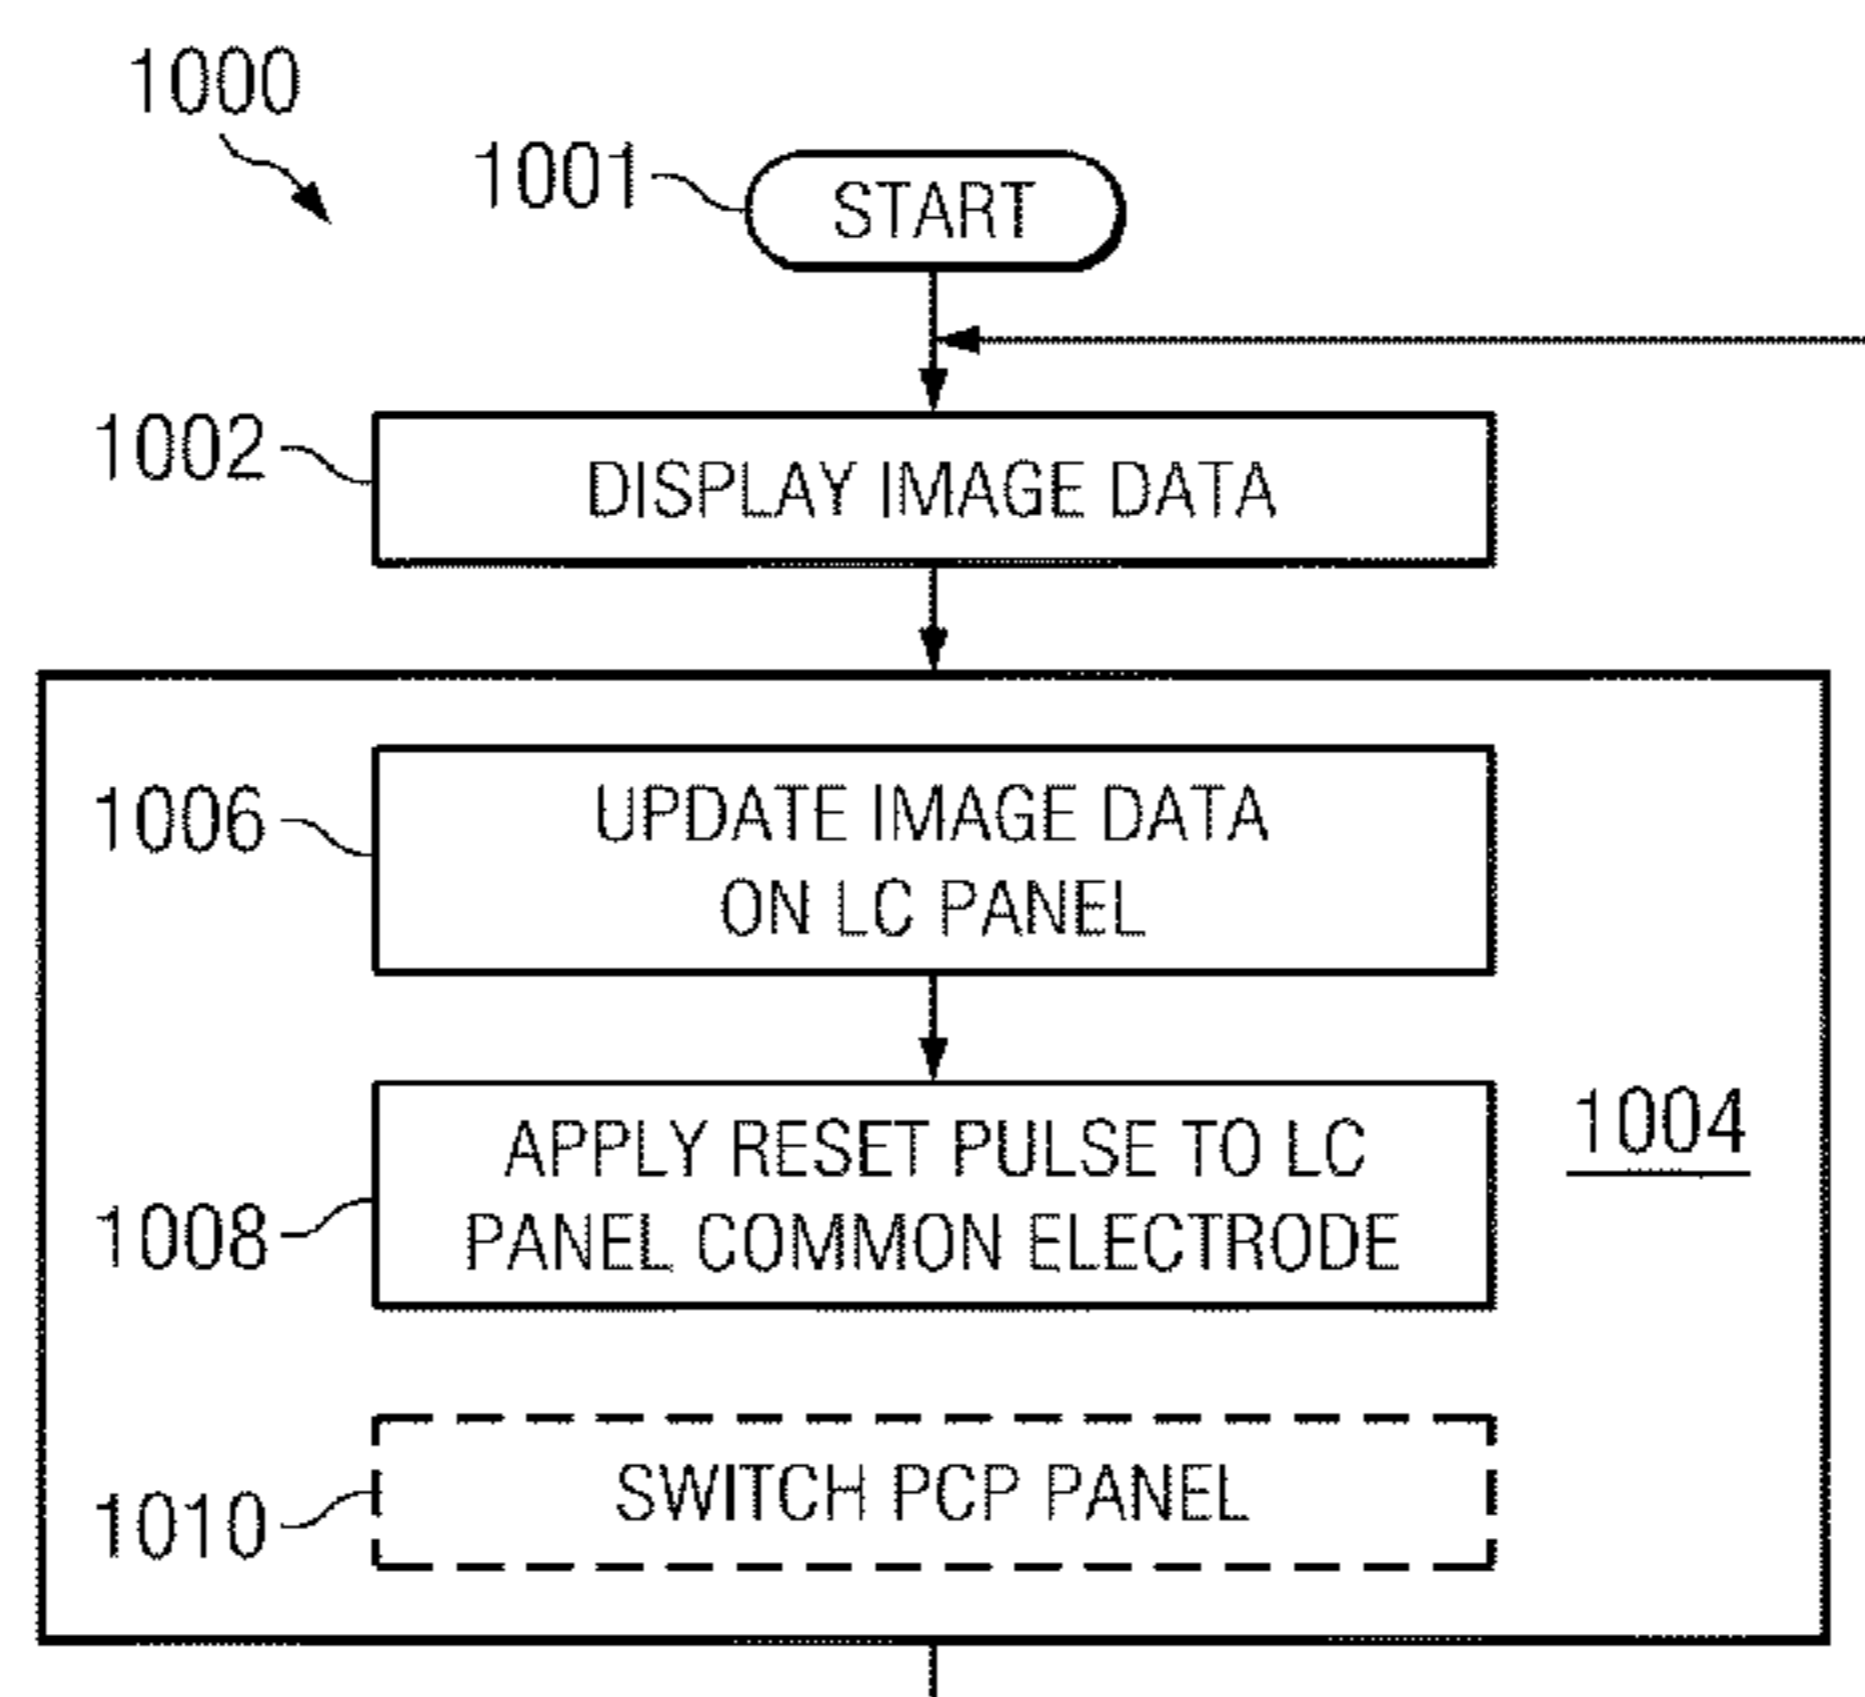 1000
1001
START
1002
DISPLAY IMAGE DATA
1006
UPDATE IMAGE DATA
ON LC PANEL
1004
1008
APPLY RESET PULSE TO LC
PANEL COMMON ELECTRODE
1010
SWITCH PCP PANEL